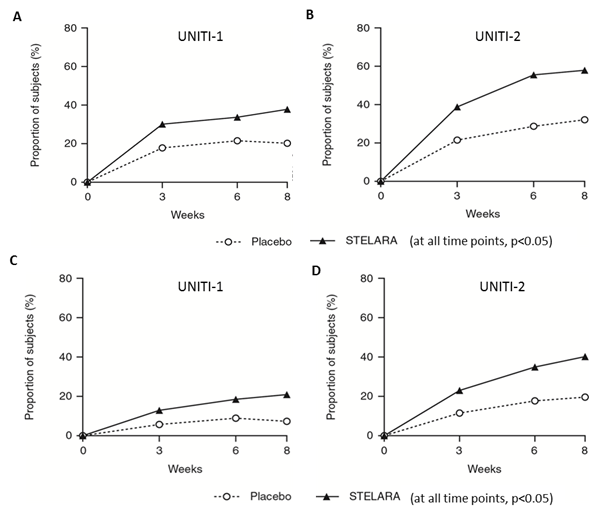 A
UNITI-1
Proportion of subjects (%)
80
60
40
20
0
0 3 6 8
Weeks
B
UNITI-2
Proportion of subjects (%)
80
60
40
20
0
0 3 6 8
Weeks
Placebo STELARA (at all time points, p<0.05)
C
UNITI-1
Proportion of subjects (%)
80
60
40
20
0
0 3 6 8
Weeks
D
UNITI-2
Proportion of subjects (%)
80
60
40
20
0
0 3 6 8
Weeks
Placebo STELARA (at all time points, p<0.05)